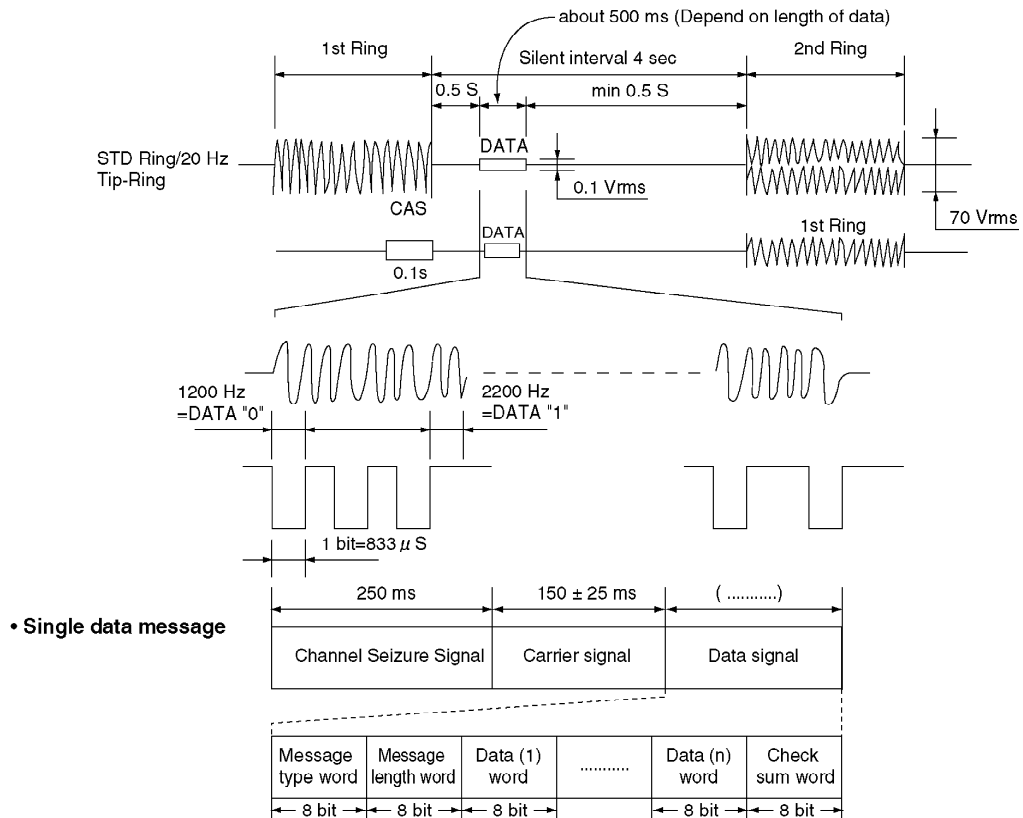 about 500 ms (Depend on length of data)
1st Ring
Silent interval 4 sec
2nd Ring
0.5 S
min 0.5 S
STD Ring/20 Hz
Tip-Ring
DATA
0.1 Vrms
70 Vrms
CAS
DATA
1st Ring
0.1s
1200 Hz
=DATA "0"
2200 Hz
=DATA "1"
1 bit=833 μ S
250 ms
150 ± 25 ms
( ........... )
• Single data message
Channel Seizure Signal
Carrier signal
Data signal
Message
type word
Message
length word
Data (1)
word
...........
Data (n)
word
Check
sum word
8 bit
8 bit
8 bit
8 bit
8 bit